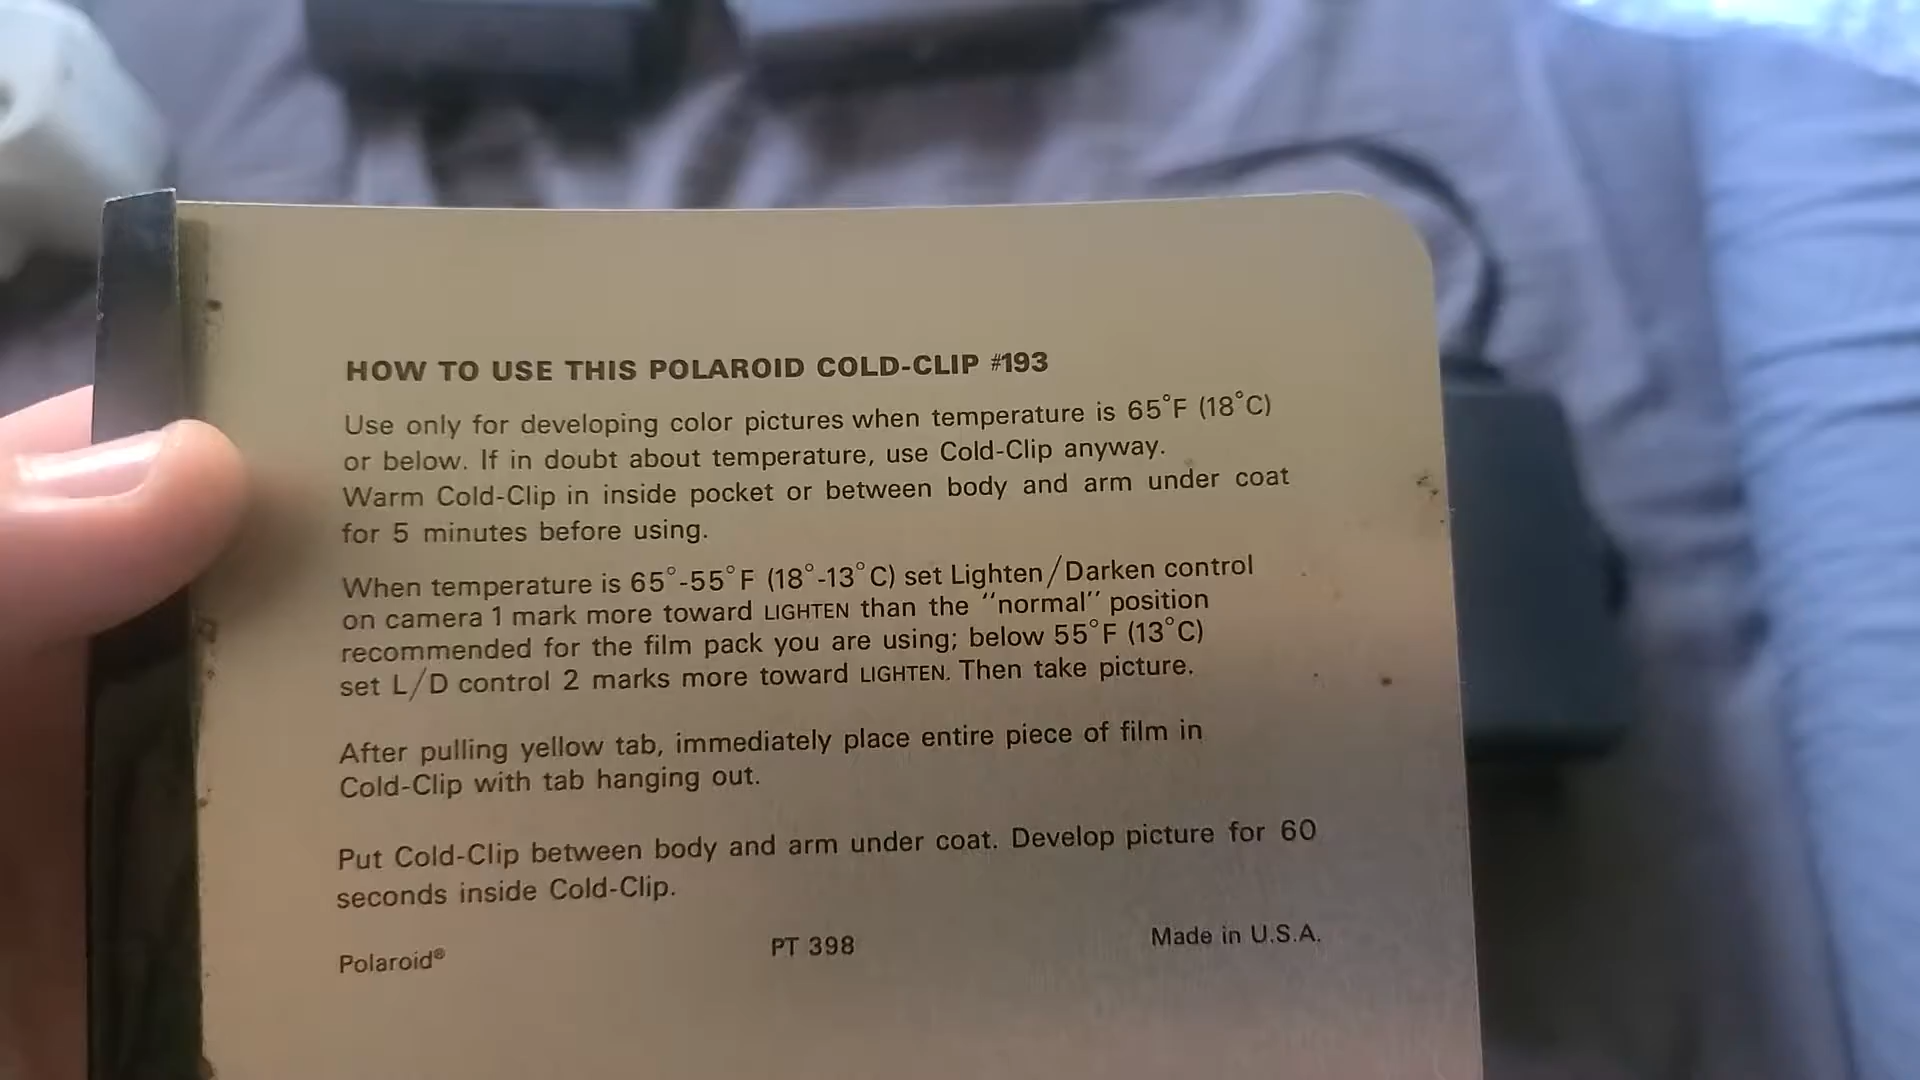 HOW TO USE THIS POLAROID COLD-CLIP #193
Use only for developing color pictures when temperature is 65°F (18°C)
or below. If in doubt about temperature, use Cold-Clip anyway.
Warm Cold-Clip in inside pocket or between body and arm under coat
for 5 minutes before using.
When temperature is 65°-55°F (18°-13°C) set Lighten/Darken control
on camera 1 mark more toward LIGHTEN than the "normal" position
recommended for the film pack you are using; below 55°F (13°C)
set L/D control 2 marks more toward LIGHTEN. Then take picture.
After pulling yellow tab, immediately place entire piece of film in
Cold-Clip with tab hanging out.
Put Cold-Clip between body and arm under coat. Develop picture for 60
seconds inside Cold-Clip.
Polaroid® PT 398 Made in U.S.A.